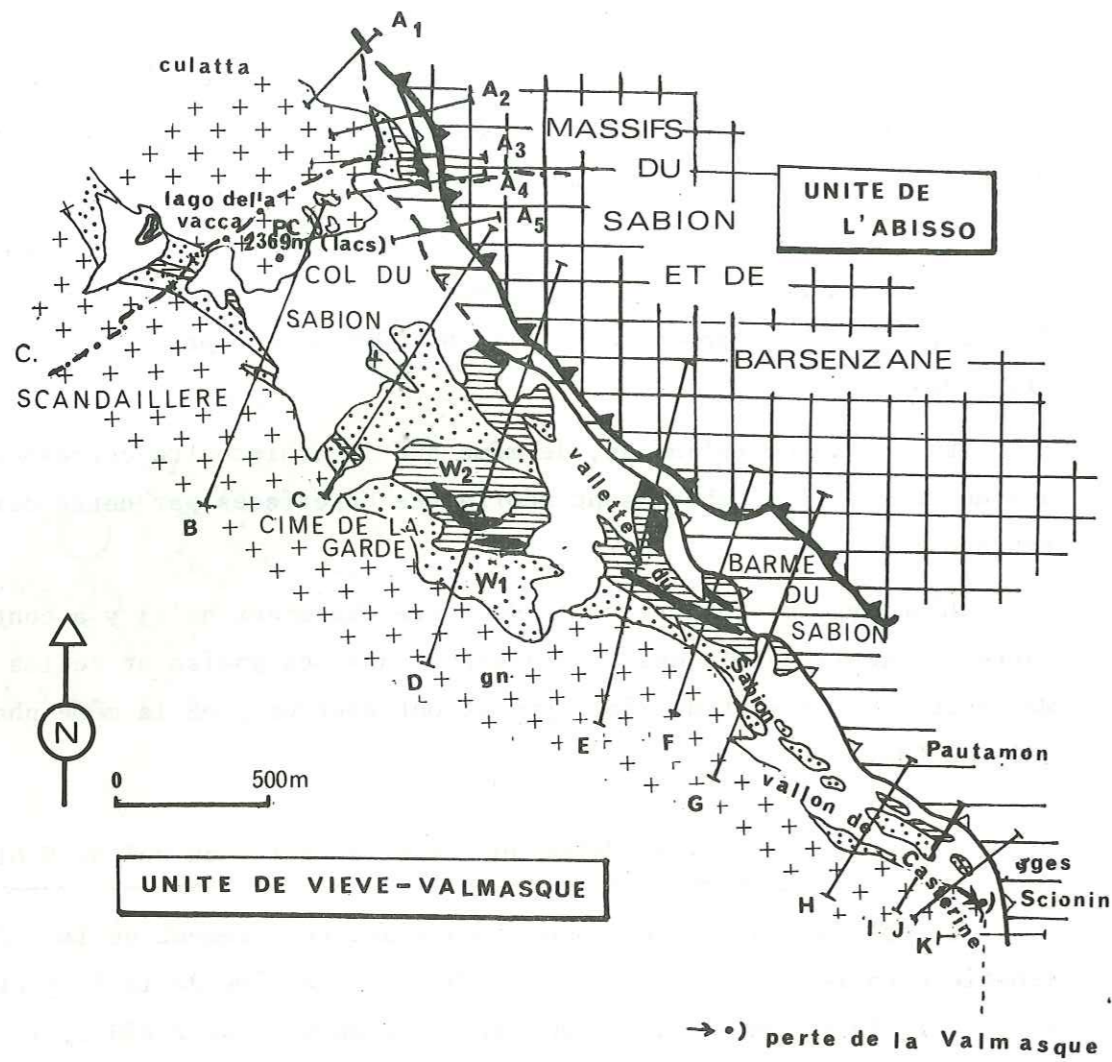 A1
culatta
A2
MASSIFS
A3
DU
A4
UNITE DE
L'ABISSO
lago della
vacca
A5
SABION
PC
2369m (lacs)
COL DU
ET DE
SABION
C.
BARSENZANE
SCANDAILLERE
vallette du Sabion
W2
C
B
CIME DE LA
GARDE
BARME
DU
W1
SABION
D
gn
N
E
F
Pautamon
0 500m
G
vallon de Casterine
rges
UNITE DE VIEVE-VALMASQUE
Scionin
H
I J
K
→•) perte de la Valmasque